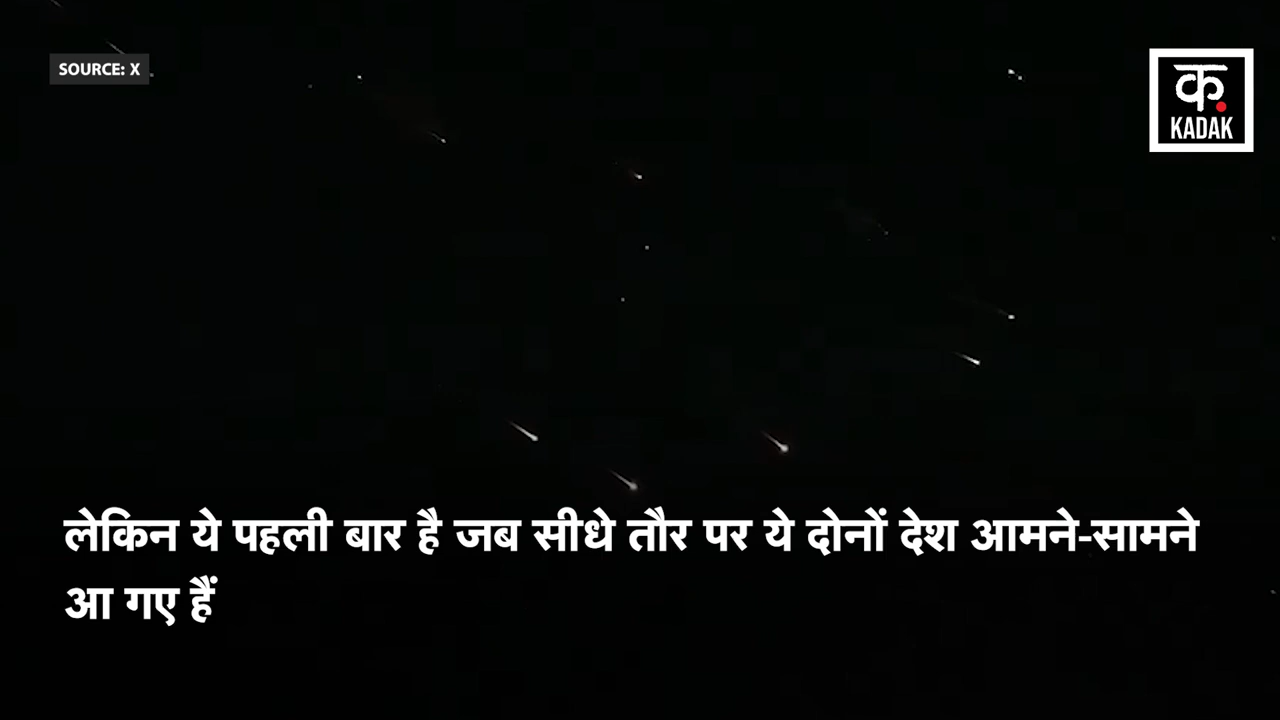 SOURCE: X
क.
KADAK
लेकिन ये पहली बार है जब सीधे तौर पर ये दोनों देश आमने-सामने
आ गए हैं